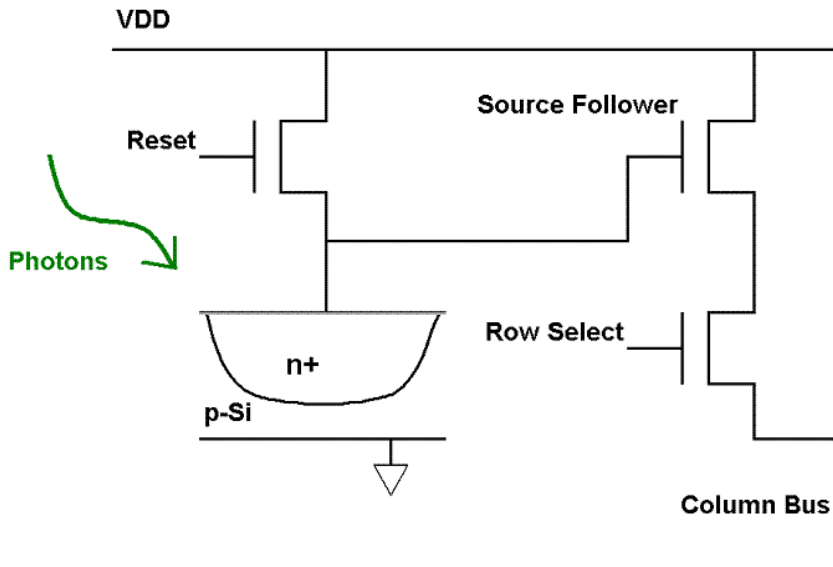 VDD
Source Follower
Reset
Photons
Row Select
n+
p-Si
Column Bus